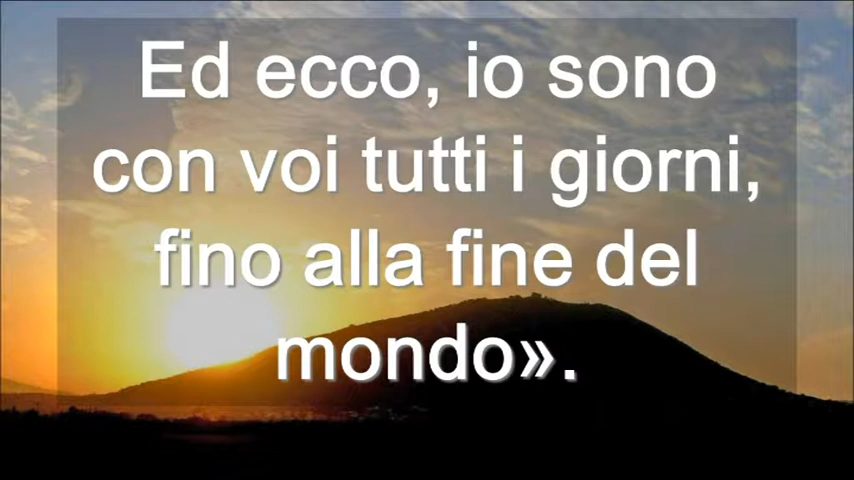 Ed ecco, io sono
con voi tutti i giorni,
fino alla fine del
mondo».